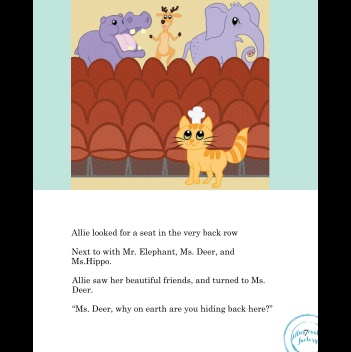 Allie looked for a seat in the very back row
Next to with Mr. Elephant, Ms. Deer, and
Ms.Hippo.
Allie saw her beautiful friends, and turned to Ms.
Deer.
“Ms. Deer, why on earth are you hiding back here?”